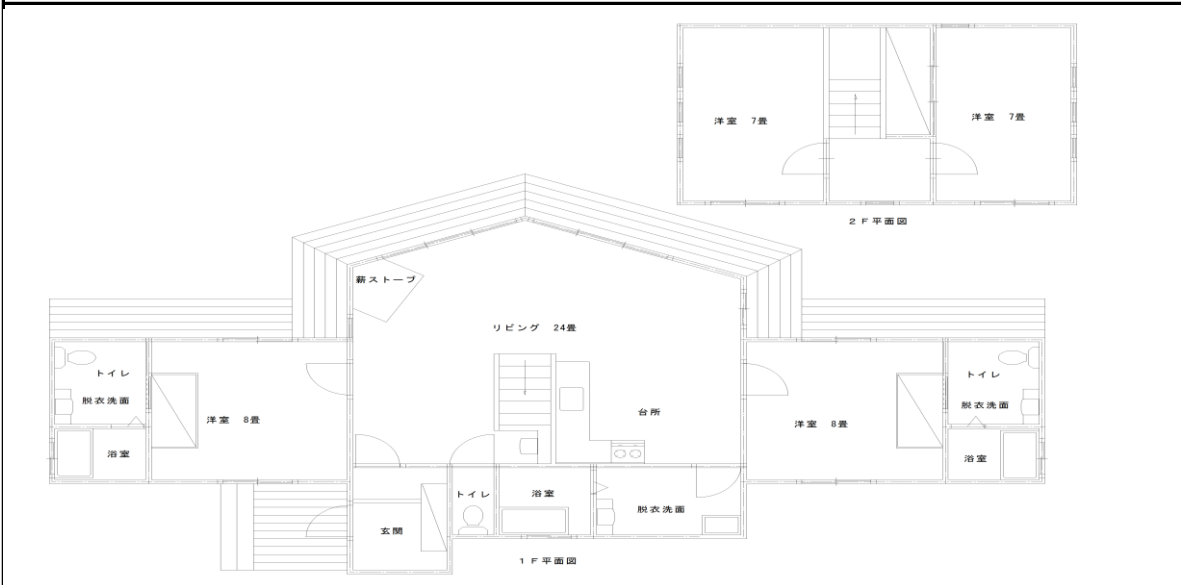 洋室 7畳
洋室 7畳
2F平面図
薪ストーブ
リビング 24畳
トイレ
脱衣洗面
浴室
洋室 8畳
台所
洋室 8畳
トイレ
脱衣洗面
浴室
玄関
トイレ
浴室
脱衣洗面
1F平面図